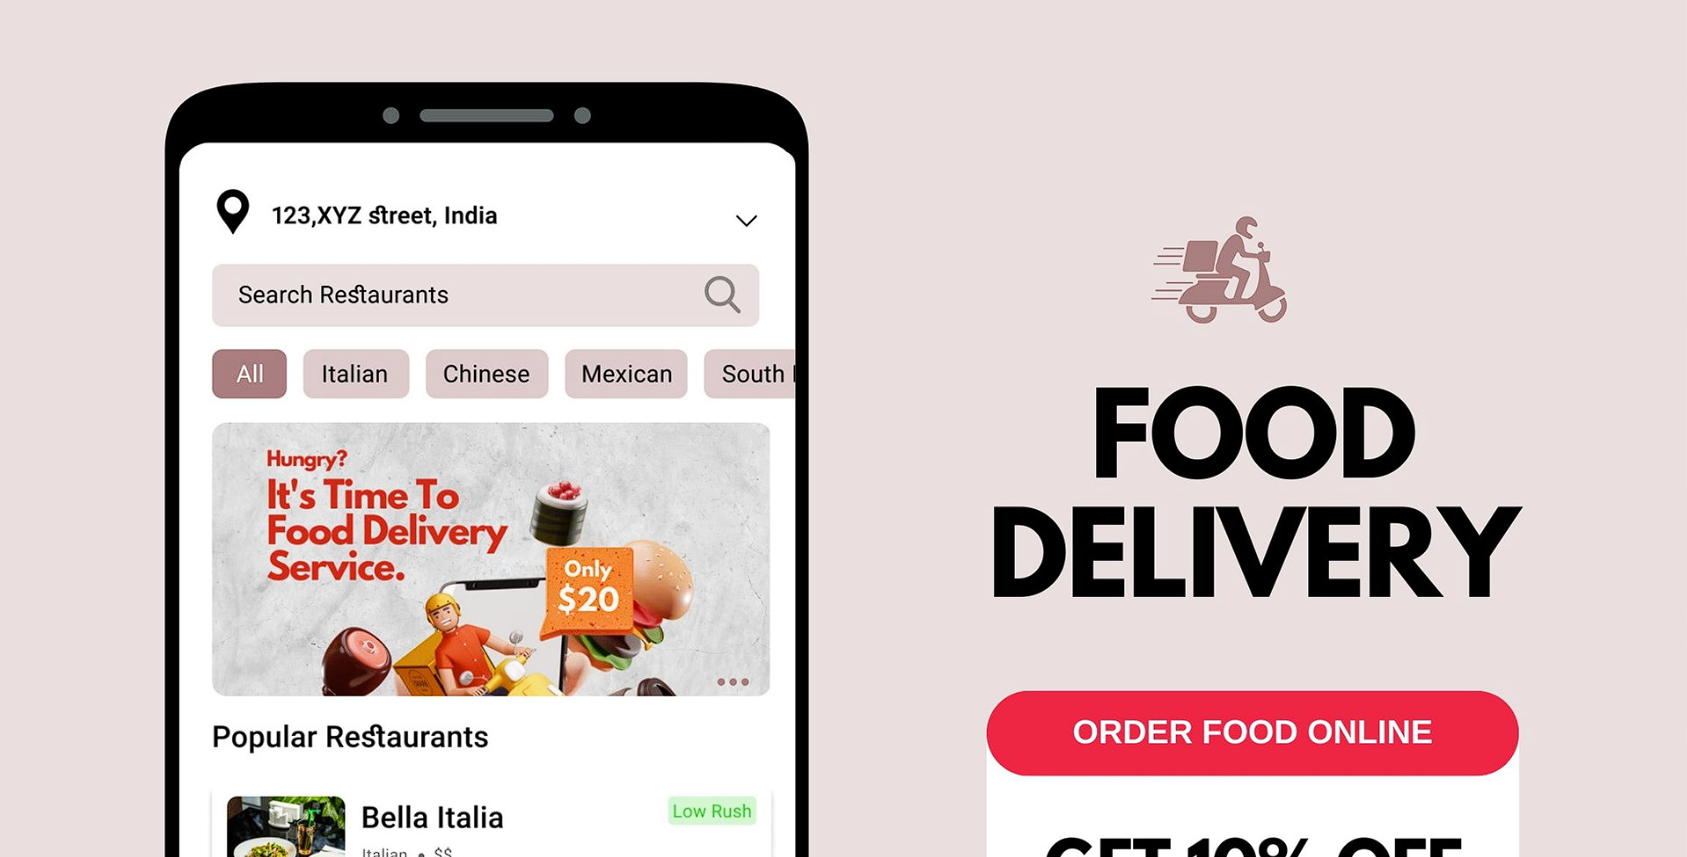 123,XYZ street, India
Search Restaurants
All
Italian
Chinese
Mexican
South
Hungry?
It's Time To
Food Delivery
Service.
Only
$20
Popular Restaurants
Bella Italia
Low Rush
Italian • $$
FOOD
DELIVERY
ORDER FOOD ONLINE
GET 10% OFF